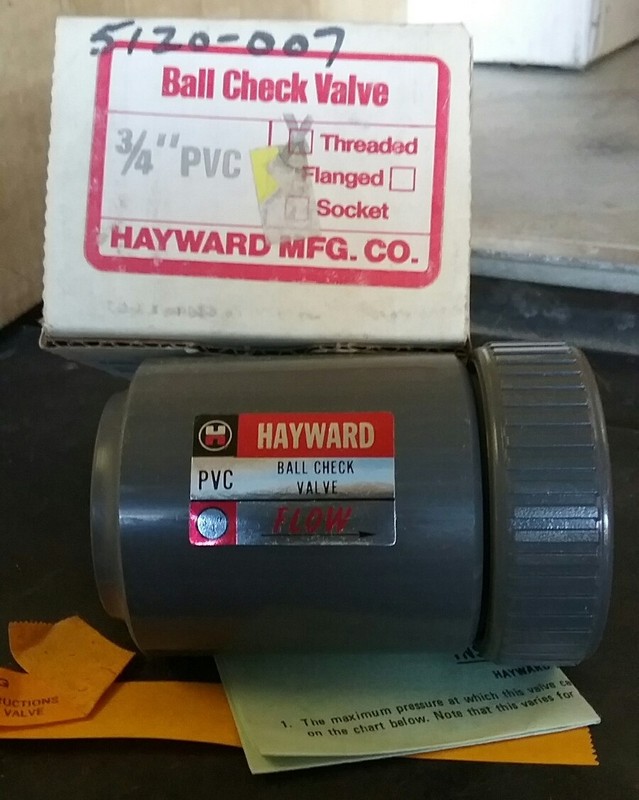 5120-007
Ball Check Valve
3/4" PVC
Threaded
Flanged
Socket
HAYWARD MFG. CO.
H HAYWARD
PVC BALL CHECK
VALVE
FLOW
UCTIONS
VALVE
HAYWARD
1. The maximum pressure at which this valve ca
on the chart below. Note that this varies for